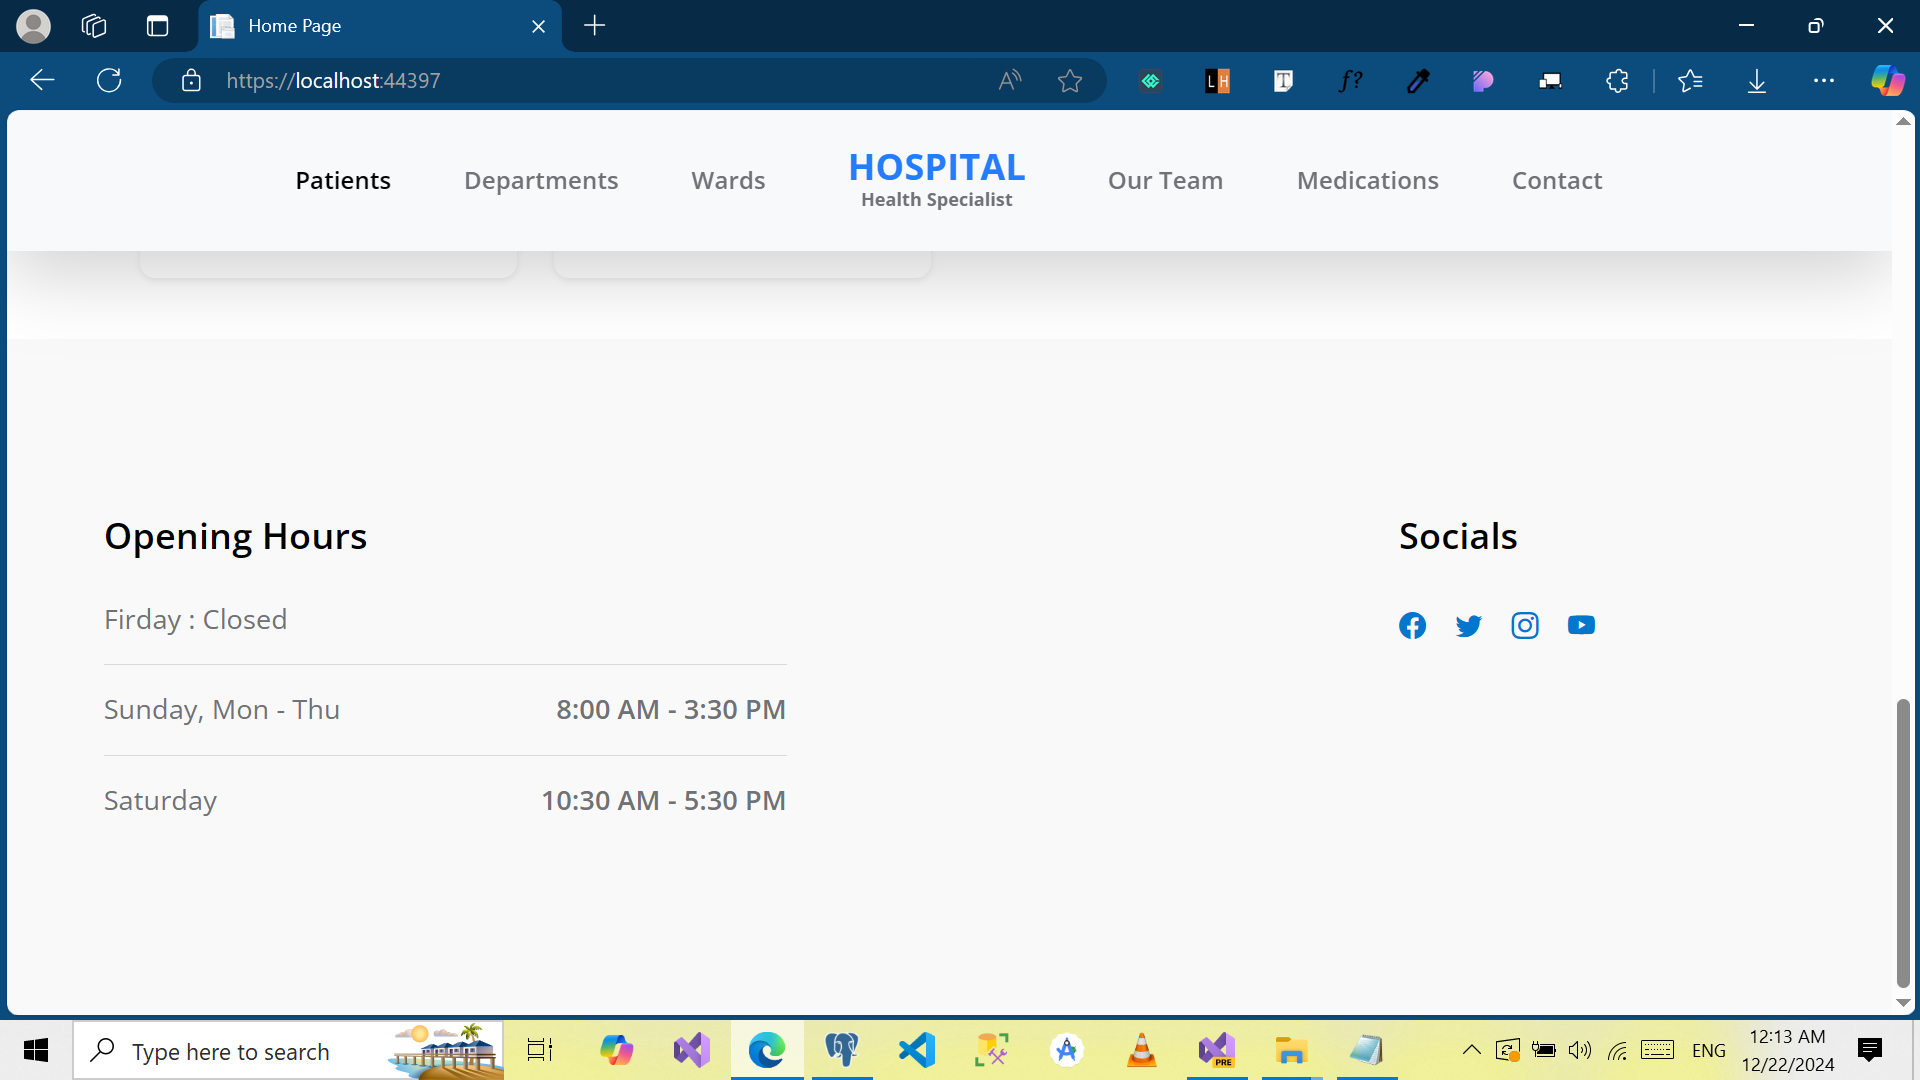 Home Page
https://localhost:44397
Patients
Departments
Wards
HOSPITAL
Health Specialist
Our Team
Medications
Contact
Opening Hours
Firday : Closed
Sunday, Mon - Thu 8:00 AM - 3:30 PM
Saturday 10:30 AM - 5:30 PM
Socials
Type here to search
PRE
ENG
12:13 AM
12/22/2024